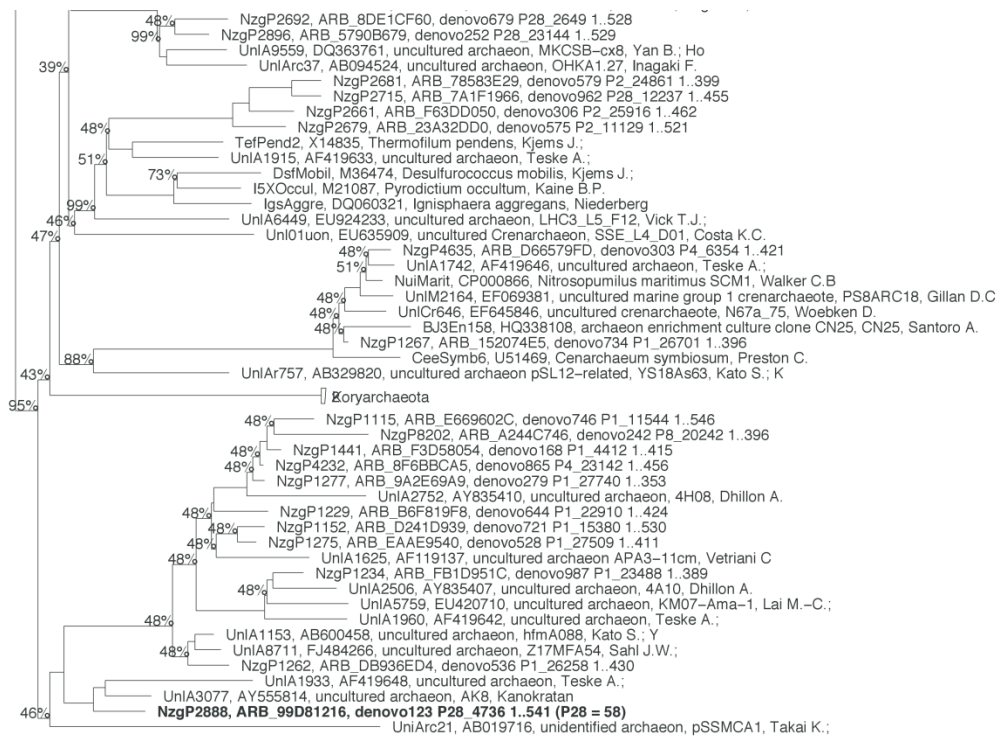 48%
NzgP2692, ARB_8DE1CF60, denovo679 P28_2649 1..528
99%
NzgP2896, ARB_5790B679, denovo252 P28_23144 1..529
UnlA9559, DQ363761, uncultured archaeon, MKCSB-cx8, Yan B.; Ho
39%
UnlArc37, AB094524, uncultured archaeon, OHKA1.27, Inagaki F.
NzgP2681, ARB_78583E29, denovo579 P2_24861 1..399
NzgP2715, ARB_7A1F1966, denovo962 P28_12237 1..455
NzgP2661, ARB_F63DD050, denovo306 P2_25916 1..462
48%
NzgP2679, ARB_23A32DD0, denovo575 P2_11129 1..521
TefPend2, X14835, Thermofilum pendens, Kjems J.;
51%
UnlA1915, AF419633, uncultured archaeon, Teske A.;
73%
DsfMobil, M36474, Desulfurococcus mobilis, Kjems J.;
I5XOccul, M21087, Pyrodictium occultum, Kaine B.P.
99%
IgsAggre, DQ060321, Ignisphaera aggregans, Niederberg
46%
UnlA6449, EU924233, uncultured archaeon, LHC3_L5_F12, Vick T.J.;
47%
Unl01uon, EU635909, uncultured Crenarchaeon, SSE_L4_D01, Costa K.C.
48%
NzgP4635, ARB_D66579FD, denovo303 P4_6354 1..421
51%
UnlA1742, AF419646, uncultured archaeon, Teske A.;
NuiMarit, CP000866, Nitrosopumilus maritimus SCM1, Walker C.B
48%
UnlM2164, EF069381, uncultured marine group 1 crenarchaeote, PS8ARC18, Gillan D.C
48%
UnlCr646, EF645846, uncultured crenarchaeote, N67a_75, Woebken D.
48%
BJ3En158, HQ338108, archaeon enrichment culture clone CN25, CN25, Santoro A.
NzgP1267, ARB_152074E5, denovo734 P1_26701 1..396
88%
CeeSymb6, U51469, Cenarchaeum symbiosum, Preston C.
43%
UnlAr757, AB329820, uncultured archaeon pSL12-related, YS18As63, Kato S.; K
Koryarchaeota
95%
48%
NzgP1115, ARB_E669602C, denovo746 P1_11544 1..546
NzgP8202, ARB_A244C746, denovo242 P8_20242 1..396
48%
NzgP1441, ARB_F3D58054, denovo168 P1_4412 1..415
48%
NzgP4232, ARB_8F6BBCA5, denovo865 P4_23142 1..456
NzgP1277, ARB_9A2E69A9, denovo279 P1_27740 1..353
UnlA2752, AY835410, uncultured archaeon, 4H08, Dhillon A.
48%
NzgP1229, ARB_B6F819F8, denovo644 P1_22910 1..424
48%
NzgP1152, ARB_D241D939, denovo721 P1_15380 1..530
48%
NzgP1275, ARB_EAAE9540, denovo528 P1_27509 1..411
48%
UnlA1625, AF119137, uncultured archaeon APA3-11cm, Vetriani C
NzgP1234, ARB_FB1D951C, denovo987 P1_23488 1..389
48%
UnlA2506, AY835407, uncultured archaeon, 4A10, Dhillon A.
UnlA5759, EU420710, uncultured archaeon, KM07-Ama-1, Lai M.-C.;
48%
UnlA1960, AF419642, uncultured archaeon, Teske A.;
UnlA1153, AB600458, uncultured archaeon, hfmA088, Kato S.; Y
48%
UnlA8711, FJ484266, uncultured archaeon, Z17MFA54, Sahl J.W.;
NzgP1262, ARB_DB936ED4, denovo536 P1_26258 1..430
UnlA1933, AF419648, uncultured archaeon, Teske A.;
UnlA3077, AY555814, uncultured archaeon, AK8, Kanokratan
46%
NzgP2888, ARB_99D81216, denovo123 P28_4736 1..541 (P28 = 58)
UniArc21, AB019716, unidentified archaeon, pSSMCA1, Takai K.;